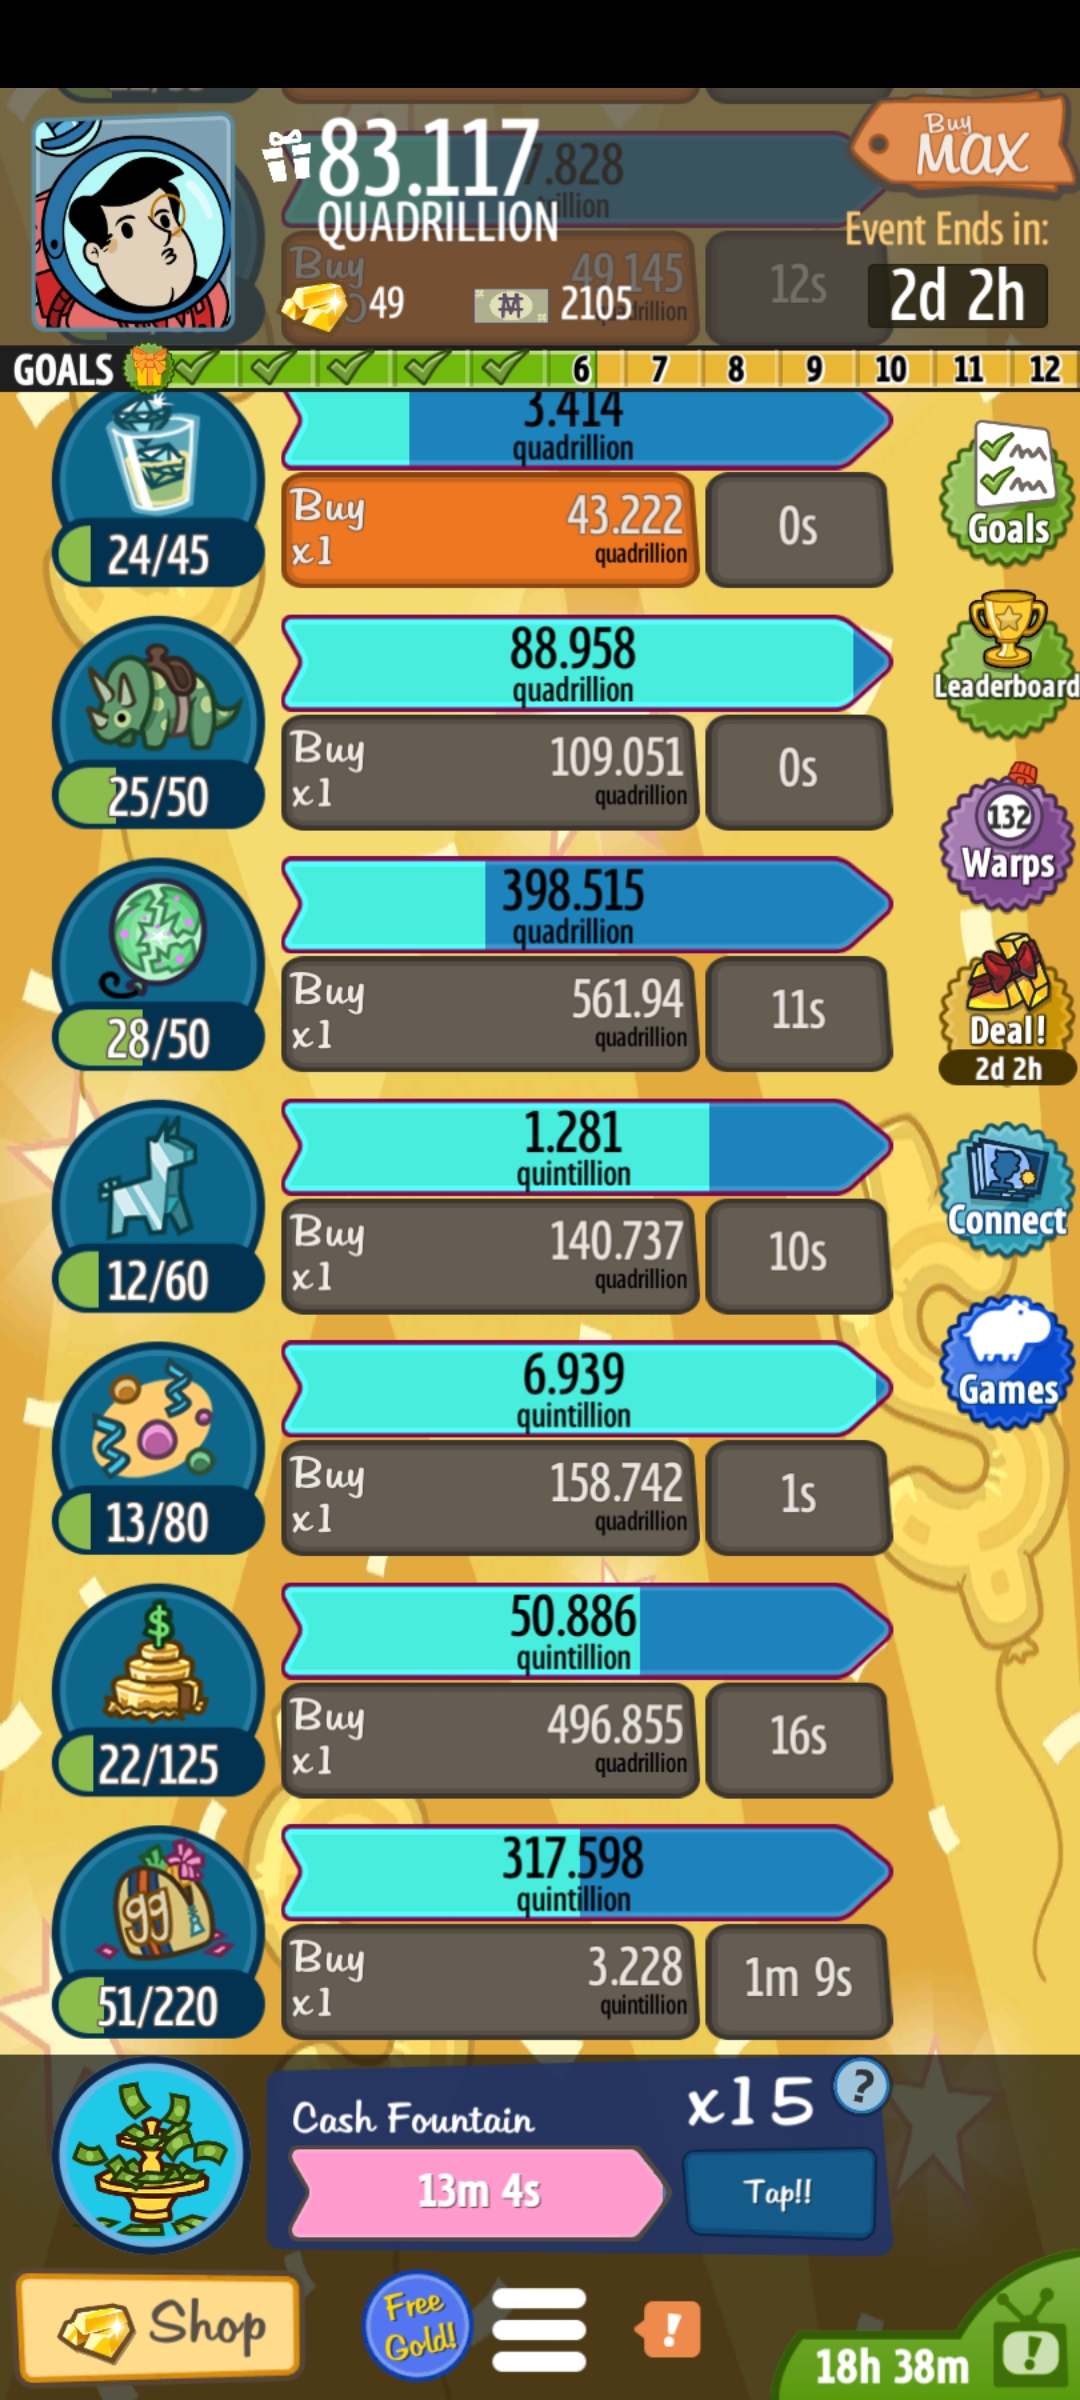 83.117
QUADRILLION
7.828
Buy
MAX
Event Ends in:
2d 2h
Buy
49.145
12s
49
2105
GOALS
6
7
8
9
10
11
12
3.414
quadrillion
24/45
Buy
x1
43.222
quadrillion
0s
Goals
88.958
quadrillion
25/50
Buy
x1
109.051
quadrillion
0s
Leaderboard
398.515
quadrillion
28/50
Buy
x1
561.94
quadrillion
11s
132
Warps
Deal!
2d 2h
1.281
quintillion
12/60
Buy
x1
140.737
quadrillion
10s
Connect
6.939
quintillion
13/80
Buy
x1
158.742
quadrillion
1s
Games
$
50.886
quintillion
22/125
Buy
x1
496.855
quadrillion
16s
99
317.598
quintillion
51/220
Buy
x1
3.228
quintillion
1m 9s
Cash Fountain
x15
?
13m 4s
Tap!!
Shop
Free
Gold!
!
18h 38m
!